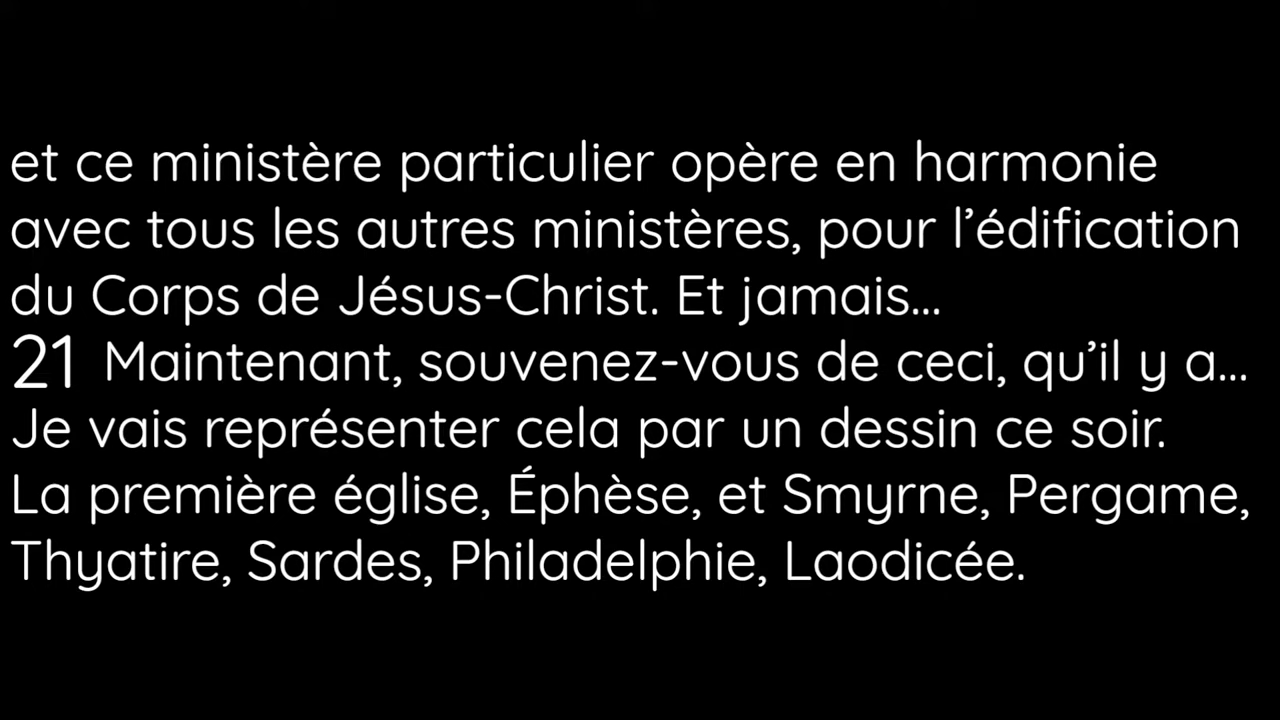 et ce ministère particulier opère en harmonie
avec tous les autres ministères, pour l’édification
du Corps de Jésus-Christ. Et jamais...
21 Maintenant, souvenez-vous de ceci, qu’il y a...
Je vais représenter cela par un dessin ce soir.
La première église, Éphèse, et Smyrne, Pergame,
Thyatire, Sardes, Philadelphie, Laodicée.